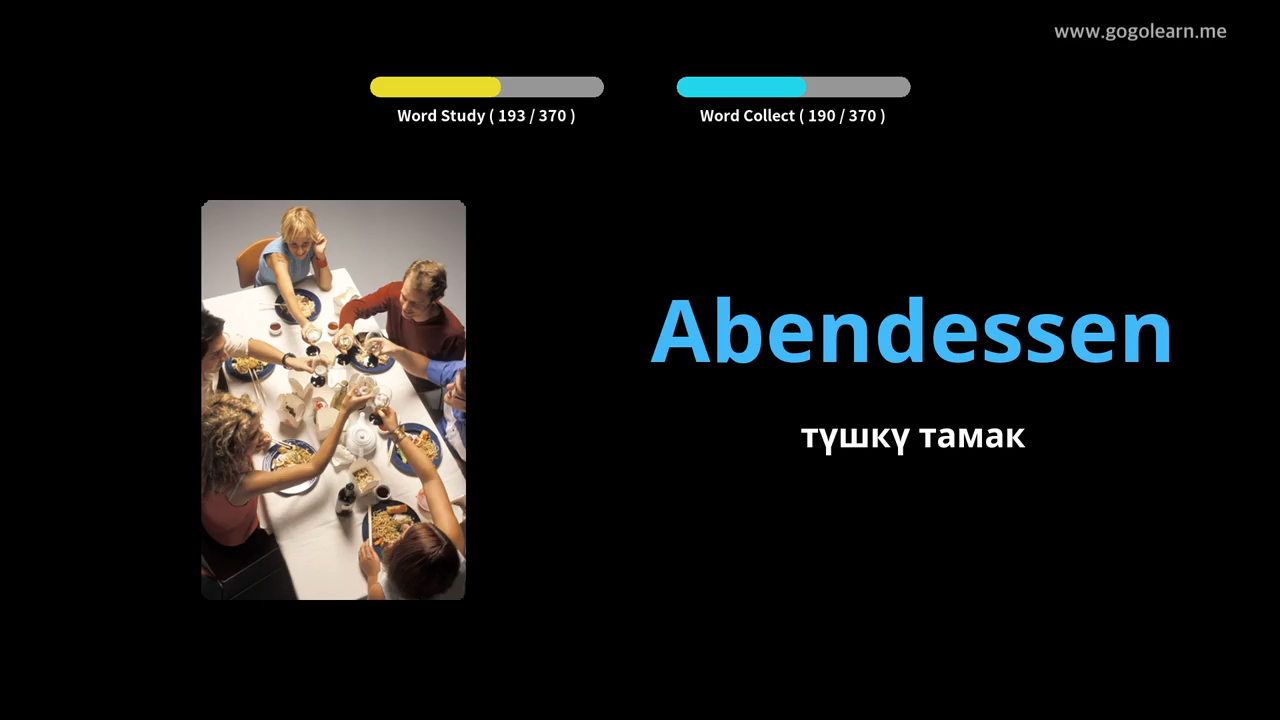 www.gogolearn.me
Word Study ( 193 / 370 )
Word Collect ( 190 / 370 )
Abendessen
түшкү тамак